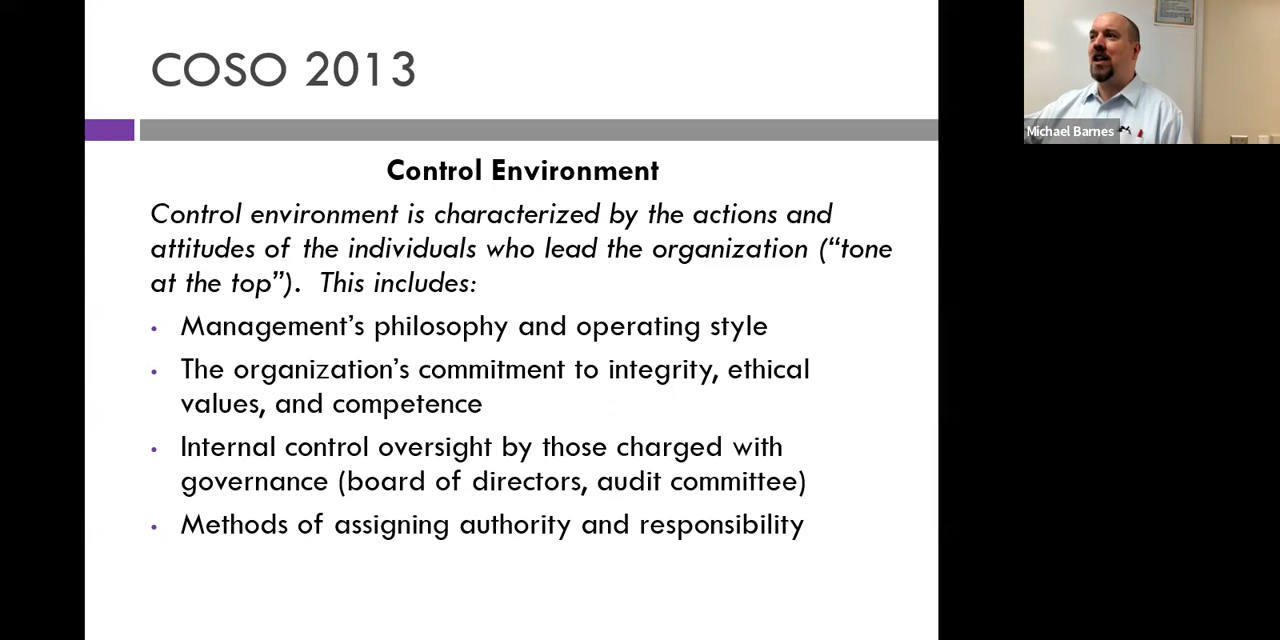 COSO 2013
Control Environment
Control environment is characterized by the actions and
attitudes of the individuals who lead the organization (“tone
at the top”).  This includes:
• Management’s philosophy and operating style
• The organization’s commitment to integrity, ethical
values, and competence
• Internal control oversight by those charged with
governance (board of directors, audit committee)
• Methods of assigning authority and responsibility
Michael Barnes